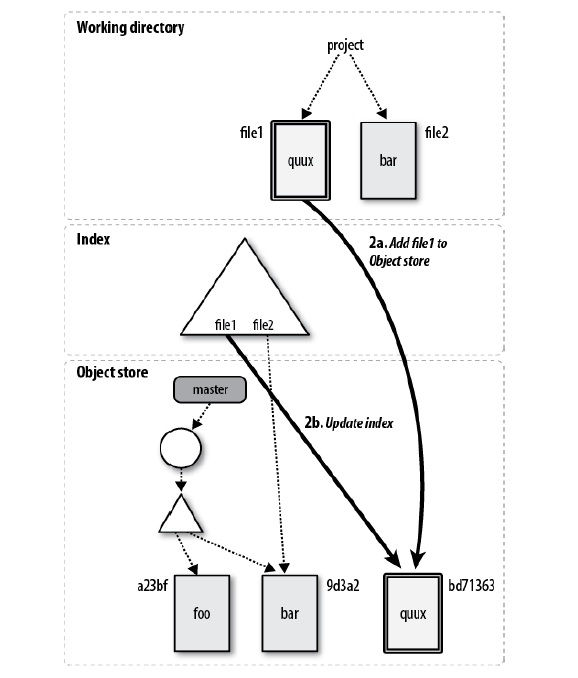 Working directory
project
file1
quux
bar
file2
2a. Add file1 to
Object store
Index
file1
file2
Object store
master
2b. Update index
a23bf
foo
bar
9d3a2
quux
bd71363